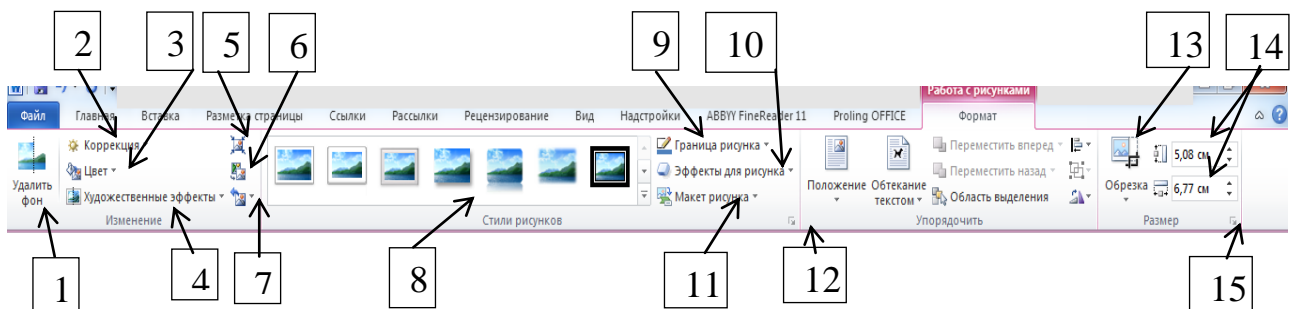 2 3 5 6 9 10 13 14
Работа с рисунками
Файл Главная Вставка Разметка страницы Ссылки Рассылки Рецензирование Вид Надстройки ABBYY FineReader 11 Proling OFFICE Формат
Коррекция Граница рисунка Переместить вперед 5,08 см
Цвет Эффекты для рисунка Переместить назад
Удалить фон Художественные эффекты Макет рисунка Положение Обтекание текстом Область выделения Обрезка 6,77 см
Изменение Стили рисунков Упорядочить Размер
1 4 7 8 11 12 15